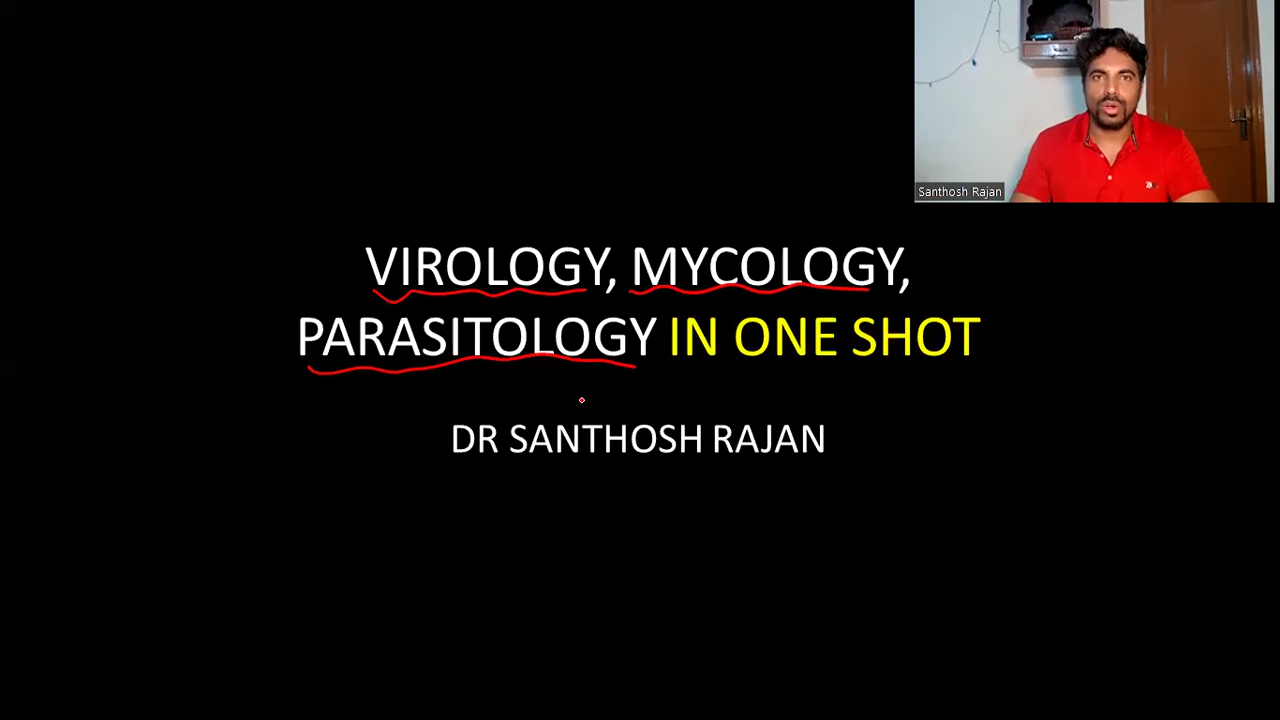 Santhosh Rajan
VIROLOGY, MYCOLOGY,
PARASITOLOGY IN ONE SHOT
DR SANTHOSH RAJAN